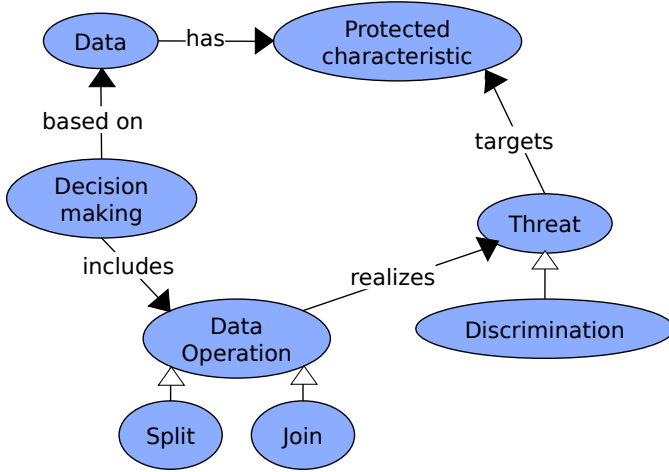 Data
has
Protected
characteristic
based on
targets
Decision
making
Threat
includes
realizes
Data
Operation
Discrimination
Split
Join